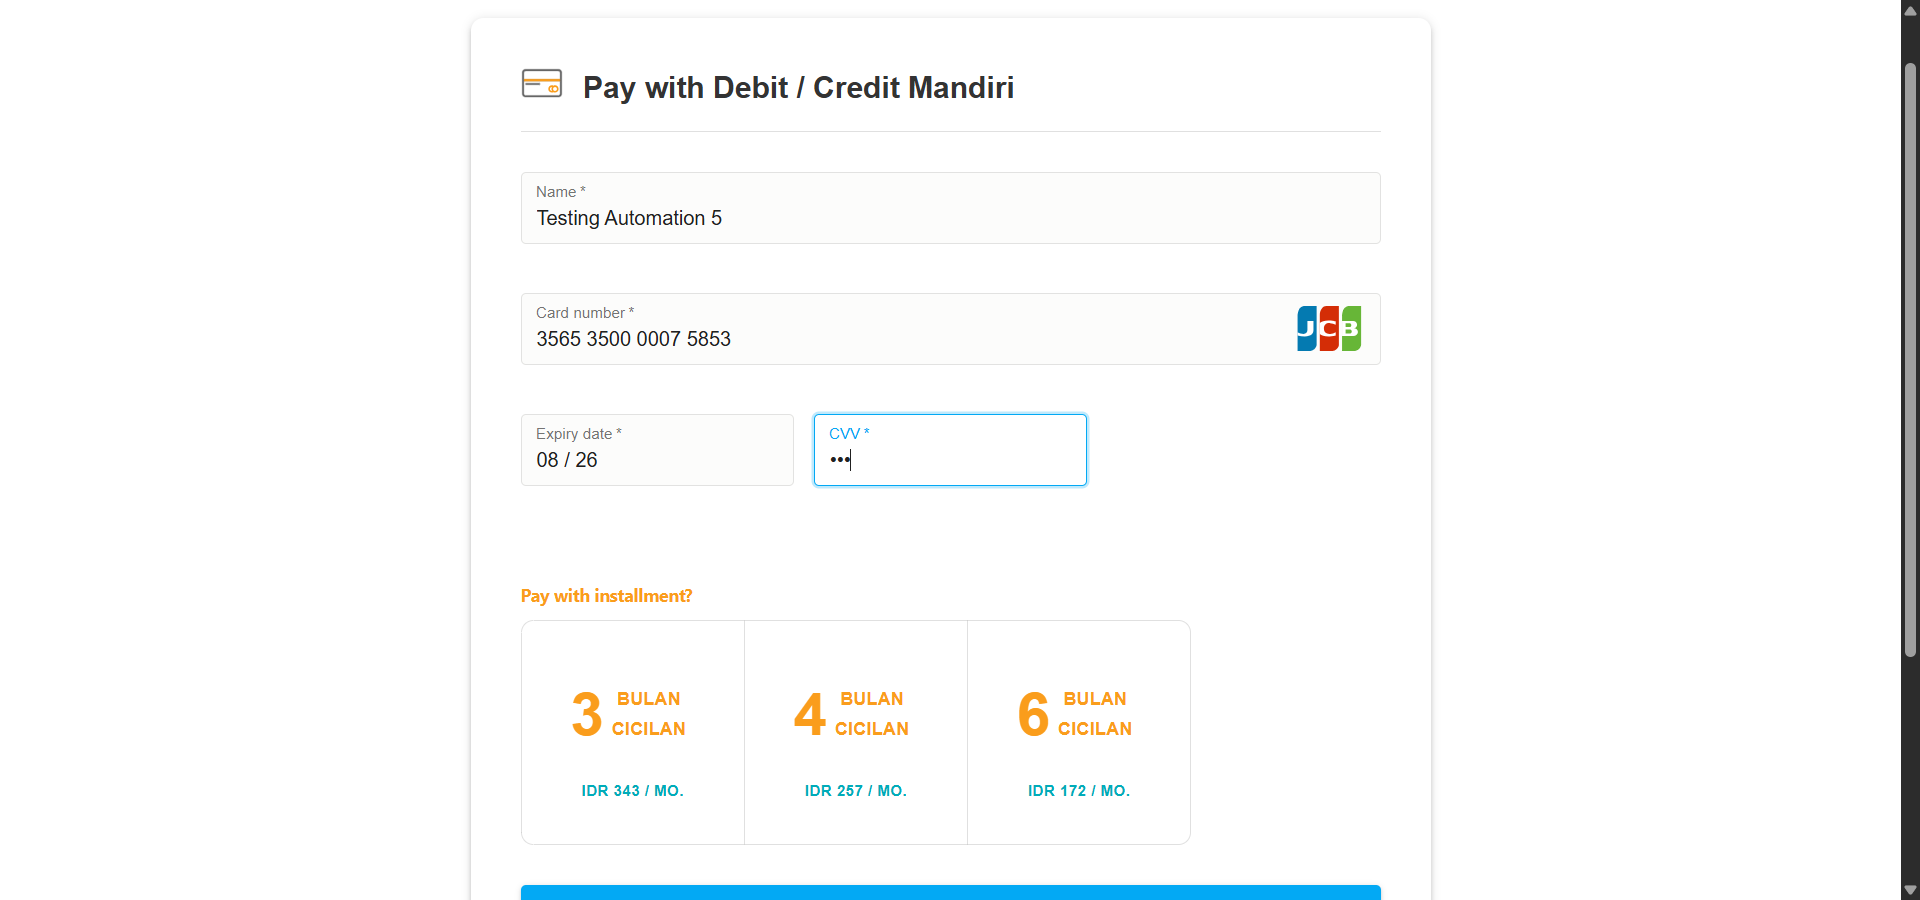 Pay with Debit / Credit Mandiri
Name *
Testing Automation 5
Card number *
3565 3500 0007 5853
JCB
Expiry date *
08 / 26
CVV *
•••
Pay with installment?
3 BULAN CICILAN
IDR 343 / MO.
4 BULAN CICILAN
IDR 257 / MO.
6 BULAN CICILAN
IDR 172 / MO.